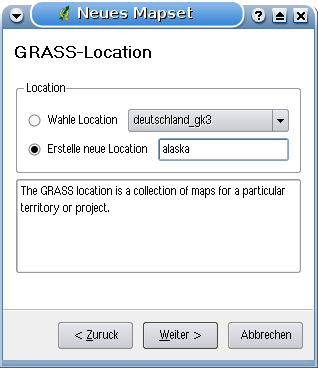 Neues Mapset
GRASS-Location
Location
Wahle Location deutschland_gk3
Erstelle neue Location alaska
The GRASS location is a collection of maps for a particular
territory or project.
< Zuruck Weiter > Abbrechen